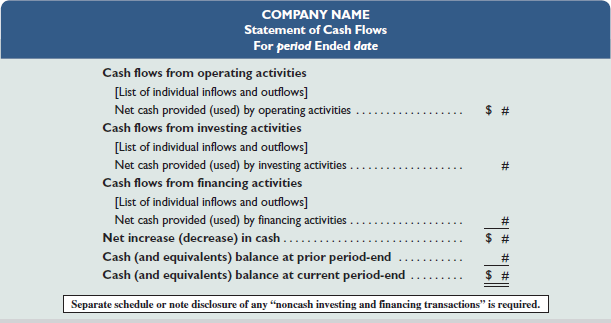 COMPANY NAME
Statement of Cash Flows
For period Ended date
Cash flows from operating activities
[List of individual inflows and outflows]
Net cash provided (used) by operating activities .................. $ #
Cash flows from investing activities
[List of individual inflows and outflows]
Net cash provided (used) by investing activities ................... #
Cash flows from financing activities
[List of individual inflows and outflows]
Net cash provided (used) by financing activities ................... #
Net increase (decrease) in cash ............................. $ #
Cash (and equivalents) balance at prior period-end ........... #
Cash (and equivalents) balance at current period-end ......... $ #
Separate schedule or note disclosure of any “noncash investing and financing transactions” is required.